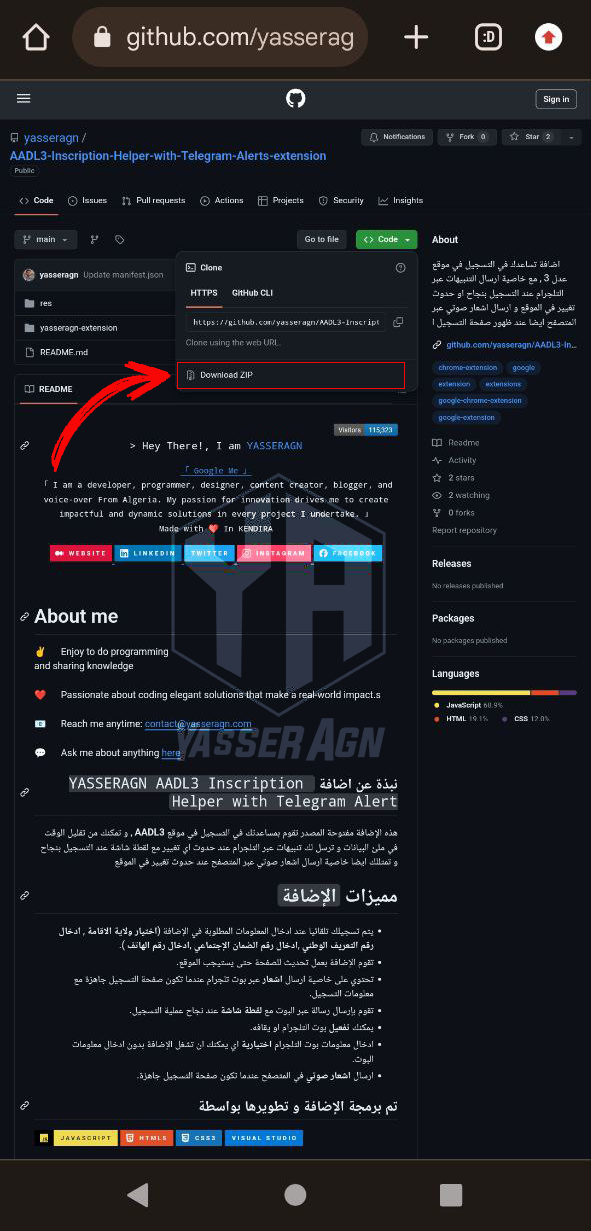 github.com/yasserag
:D
Sign in
yasseragn /
AADL3-Inscription-Helper-with-Telegram-Alerts-extension
Public
Notifications
Fork 0
Star 2
Code
Issues
Pull requests
Actions
Projects
Security
Insights
main
Go to file
Code
yasseragn Update manifest.json
res
yasseragn-extension
README.md
Clone
HTTPS
GitHub CLI
https://github.com/yasseragn/AADL3-Inscript
Clone using the web URL.
Download ZIP
README
Visitors 115,323
> Hey There!, I am YASSERAGN
「 Google Me 」
「 I am a developer, programmer, designer, content creator, blogger, and
voice-over From Algeria. My passion for innovation drives me to create
impactful and dynamic solutions in every project I undertake. 」
Made with ❤️ In KENDIRA
WEBSITE
LINKEDIN
TWITTER
INSTAGRAM
FACEBOOK
About me
✌️ Enjoy to do programming
and sharing knowledge
❤️ Passionate about coding elegant solutions that make a real-world impact.s
📧 Reach me anytime: contact@yasseragn.com
💬 Ask me about anything here
YASSER AGN
نبذة عن اضافة YASSERAGN AADL3 Inscription
Helper with Telegram Alert
هذه الإضافة مفتوحة المصدر تقوم بمساعدتك في التسجيل في موقع AADL3 , و تمكنك من تقليل الوقت
في ملئ البيانات و ترسل لك تنبيهات عبر التلجرام عند حدوث اي تغيير مع لقطة شاشة عند التسجيل بنجاح
و تمتلك ايضا خاصية ارسال اشعار صوتي عبر المتصفح عند حدوث تغيير في الموقع
مميزات الإضافة
يتم تسجيلك تلقائيا عند ادخال المعلومات المطلوبة في الإضافة (اختيار ولاية الاقامة , ادخال
رقم التعريف الوطني ,ادخال رقم الضمان الإجتماعي ,ادخال رقم الهاتف ).
تقوم الإضافة بعمل تحديث للصفحة حتى يستيجب الموقع.
تحتوي على خاصية ارسال اشعار عبر بوت تلجرام عندما تكون صفحة التسجيل جاهزة مع
معلومات التسجيل.
تقوم بإرسال رسالة عبر البوت مع لقطة شاشة عند نجاح عملية التسجيل.
يمكنك تفعيل بوت التلجرام او يقافه.
ادخال معلومات بوت التلجرام اختيارية اي يمكنك ان تشغل الإضافة بدون ادخال معلومات
البوت.
ارسال اشعار صوتي في المتصفح عندما تكون صفحة التسجيل جاهزة.
تم برمجة الإضافة و تطويرها بواسطة
JAVASCRIPT
HTML5
CSS3
VISUAL STUDIO
About
اضافة تساعدك في التسجيل في موقع
عدل 3 , مع خاصية ارسال التنبيهات عبر
التلجرام عند التسجيل بنجاح او حدوث
تغيير في الموقع و ارسال اشعار صوتي عبر
المتصفح ايضا عند ظهور صفحة التسجيل ا
github.com/yasseragn/AADL3-In...
chrome-extension
google
extension
extensions
google-chrome-extension
google-extension
Readme
Activity
2 stars
2 watching
0 forks
Report repository
Releases
No releases published
Packages
No packages published
Languages
JavaScript 68.9%
HTML 19.1%
CSS 12.0%